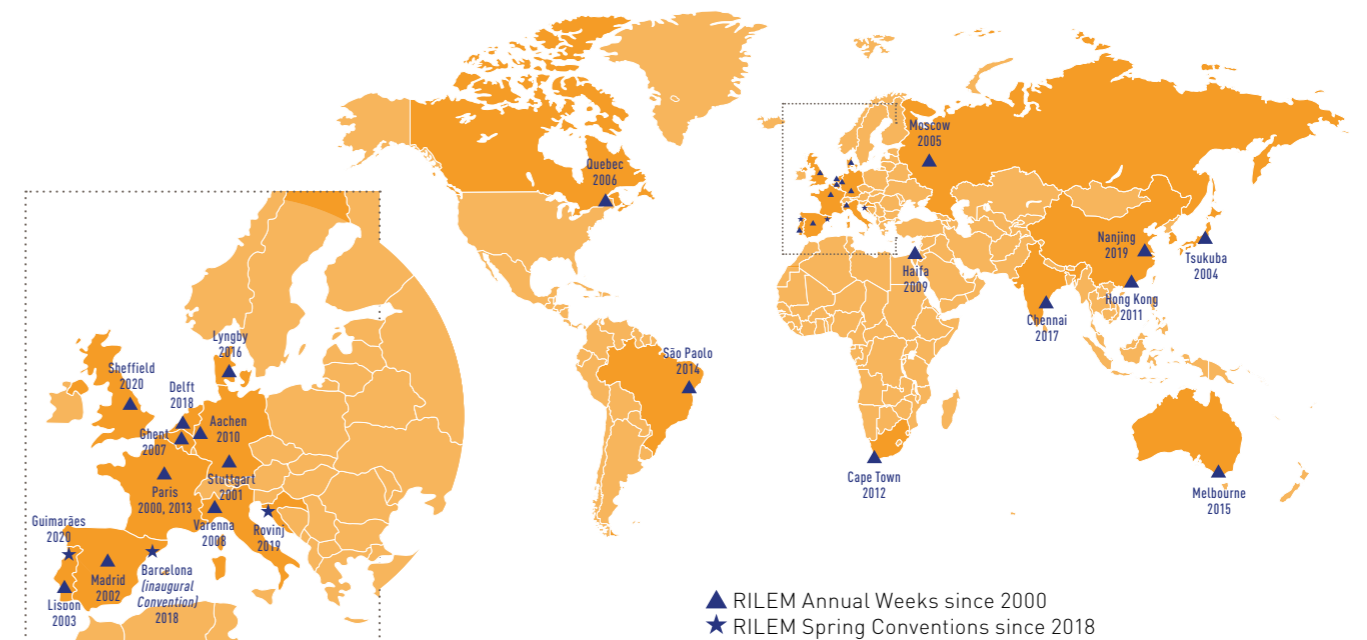 Moscow
2005
Quebec
2006
Nanjing
2019
Tsukuba
2004
Haifa
2009
Hong Kong
2011
Chennai
2017
São Paolo
2014
Cape Town
2012
Melbourne
2015
Lyngby
2016
Sheffield
2020
Delft
2018
Aachen
2010
Ghent
2007
Stuttgart
2001
Paris
2000, 2013
Varenna
2008
Rovinj
2019
Guimarães
2020
Barcelona
(inaugural
Convention)
2018
Madrid
2002
Lisbon
2003
RILEM Annual Weeks since 2000
RILEM Spring Conventions since 2018